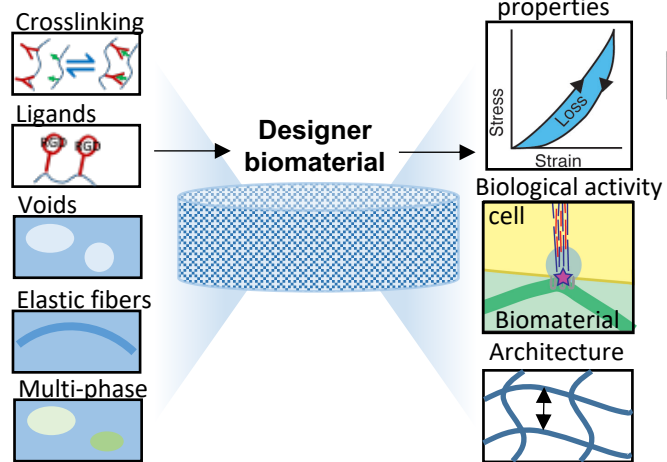 Crosslinking
Ligands
RGD RGD
Voids
Elastic fibers
Multi-phase
Designer
biomaterial
properties
Stress
Loss
Strain
Biological activity
cell
Biomaterial
Architecture